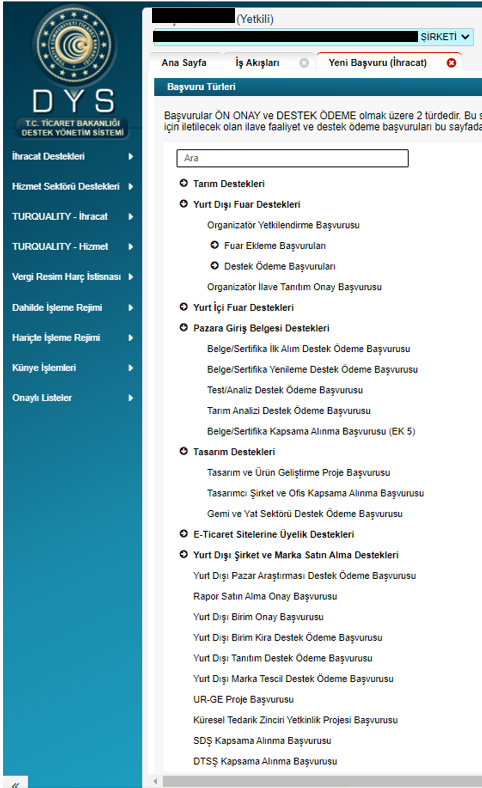 (Yetkili)
ŞİRKETİ
Ana Sayfa
İş Akışları
Yeni Başvuru (İhracat)
Başvuru Türleri
Başvurular ÖN ONAY ve DESTEK ÖDEME olmak üzere 2 türdedir. Bu s
için iletilecek olan ilave faaliyet ve destek ödeme başvuruları bu sayfada
Ara
DYS
T.C. TİCARET BAKANLIĞI
DESTEK YÖNETİM SİSTEMİ
İhracat Destekleri
Hizmet Sektörü Destekleri
TURQUALITY - İhracat
TURQUALITY - Hizmet
Vergi Resim Harç İstisnası
Dahilde İşleme Rejimi
Hariçte İşleme Rejimi
Künye İşlemleri
Onaylı Listeler
Tarım Destekleri
Yurt Dışı Fuar Destekleri
Organizatör Yetkilendirme Başvurusu
Fuar Ekleme Başvuruları
Destek Ödeme Başvuruları
Organizatör İlave Tanıtım Onay Başvurusu
Yurt İçi Fuar Destekleri
Pazara Giriş Belgesi Destekleri
Belge/Sertifika İlk Alım Destek Ödeme Başvurusu
Belge/Sertifika Yenileme Destek Ödeme Başvurusu
Test/Analiz Destek Ödeme Başvurusu
Tarım Analizi Destek Ödeme Başvurusu
Belge/Sertifika Kapsama Alınma Başvurusu (EK 5)
Tasarım Destekleri
Tasarım ve Ürün Geliştirme Proje Başvurusu
Tasarımcı Şirket ve Ofis Kapsama Alınma Başvurusu
Gemi ve Yat Sektörü Destek Ödeme Başvurusu
E-Ticaret Sitelerine Üyelik Destekleri
Yurt Dışı Şirket ve Marka Satın Alma Destekleri
Yurt Dışı Pazar Araştırması Destek Ödeme Başvurusu
Rapor Satın Alma Onay Başvurusu
Yurt Dışı Birim Onay Başvurusu
Yurt Dışı Birim Kira Destek Ödeme Başvurusu
Yurt Dışı Tanıtım Destek Ödeme Başvurusu
Yurt Dışı Marka Tescil Destek Ödeme Başvurusu
UR-GE Proje Başvurusu
Küresel Tedarik Zinciri Yetkinlik Projesi Başvurusu
SDŞ Kapsama Alınma Başvurusu
DTSŞ Kapsama Alınma Başvurusu